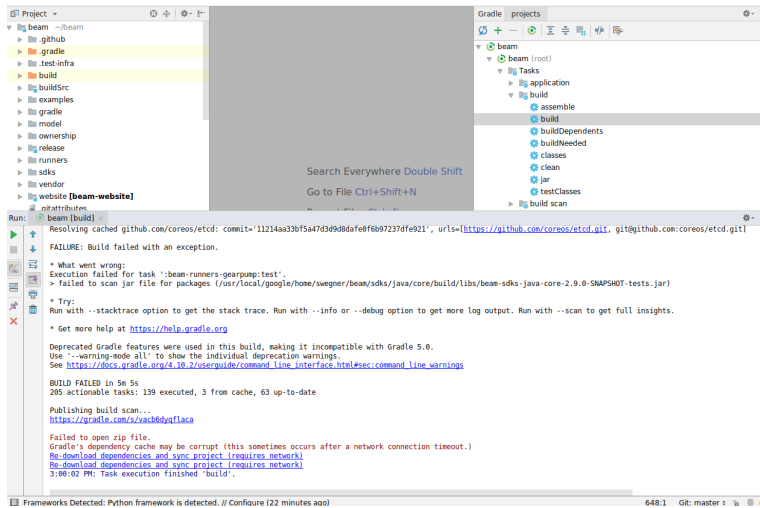 Project
beam ~/beam
.github
.gradle
.test-infra
build
buildSrc
examples
gradle
model
ownership
release
runners
sdks
vendor
website [beam-website]
.gitattributes
Search Everywhere Double Shift
Go to File Ctrl+Shift+N
Gradle projects
beam
beam (root)
Tasks
application
build
assemble
build
buildDependents
buildNeeded
classes
clean
jar
testClasses
build scan
Run: beam [build]
Resolving cached github.com/coreos/etcd: commit='11214aa33bf5a47d3d9d8dafe0f6b97237dfe921', urls=[https://github.com/coreos/etcd.git, git@github.com:coreos/etcd.git]
FAILURE: Build failed with an exception.
* What went wrong:
Execution failed for task ':beam-runners-gearpump:test'.
> failed to scan jar file for packages (/usr/local/google/home/swegner/beam/sdks/java/core/build/libs/beam-sdks-java-core-2.9.0-SNAPSHOT-tests.jar)
* Try:
Run with --stacktrace option to get the stack trace. Run with --info or --debug option to get more log output. Run with --scan to get full insights.
* Get more help at https://help.gradle.org
Deprecated Gradle features were used in this build, making it incompatible with Gradle 5.0.
Use '--warning-mode all' to show the individual deprecation warnings.
See https://docs.gradle.org/4.10.2/userguide/command_line_interface.html#sec:command_line_warnings
BUILD FAILED in 5m 5s
205 actionable tasks: 139 executed, 3 from cache, 63 up-to-date
Publishing build scan...
https://gradle.com/s/vacb6dyqflaca
Failed to open zip file.
Gradle's dependency cache may be corrupt (this sometimes occurs after a network connection timeout.)
Re-download dependencies and sync project (requires network)
Re-download dependencies and sync project (requires network)
3:00:02 PM: Task execution finished 'build'.
Frameworks Detected: Python framework is detected. // Configure (22 minutes ago)
648:1 Git: master